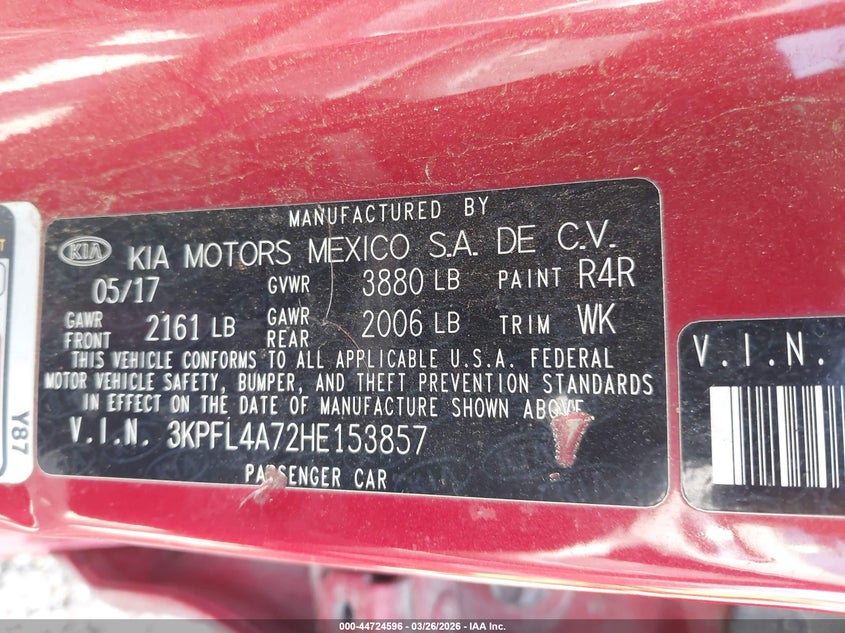 MANUFACTURED BY
KIA KIA MOTORS MEXICO S.A. DE C.V.
05/17 GVWR 3880 LB PAINT R4R
GAWR FRONT 2161 LB GAWR REAR 2006 LB TRIM WK
THIS VEHICLE CONFORMS TO ALL APPLICABLE U.S.A. FEDERAL
MOTOR VEHICLE SAFETY, BUMPER, AND THEFT PREVENTION STANDARDS
IN EFFECT ON THE DATE OF MANUFACTURE SHOWN ABOVE.
V.I.N. 3KPFL4A72HE153857
PASSENGER CAR
Y87
V.I.N.
000-44724596 - 03/26/2026 - IAA Inc.